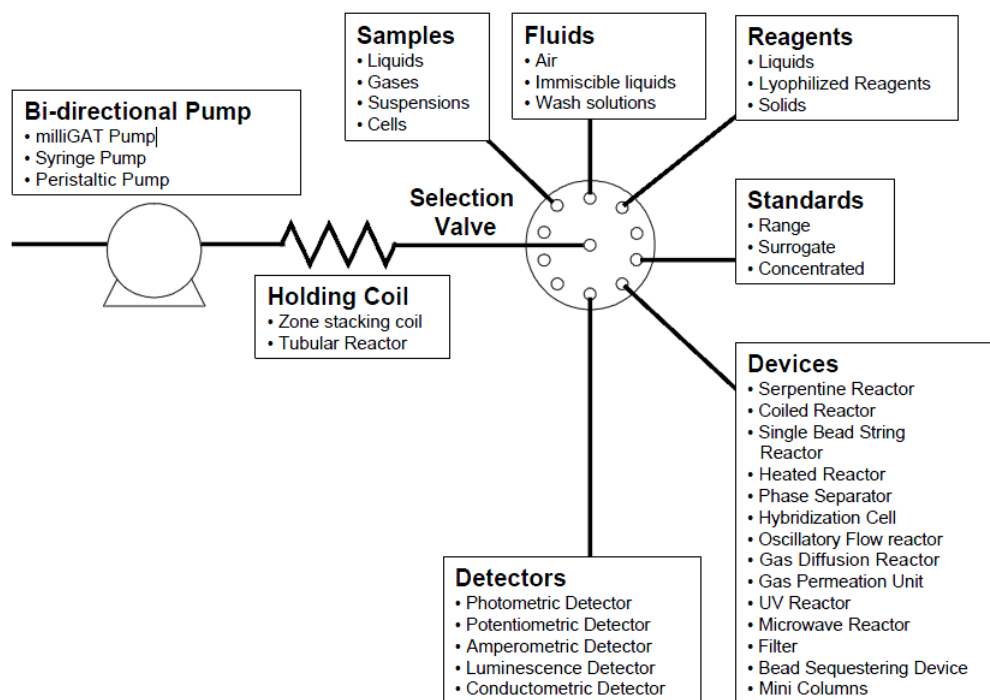 Samples
• Liquids
• Gases
• Suspensions
• Cells
Fluids
• Air
• Immiscible liquids
• Wash solutions
Reagents
• Liquids
• Lyophilized Reagents
• Solids
Bi-directional Pump
• milliGAT Pump
• Syringe Pump
• Peristaltic Pump
Selection
Valve
Standards
• Range
• Surrogate
• Concentrated
Holding Coil
• Zone stacking coil
• Tubular Reactor
Devices
• Serpentine Reactor
• Coiled Reactor
• Single Bead String
Reactor
• Heated Reactor
• Phase Separator
• Hybridization Cell
• Oscillatory Flow reactor
• Gas Diffusion Reactor
• Gas Permeation Unit
• UV Reactor
• Microwave Reactor
• Filter
• Bead Sequestering Device
• Mini Columns
Detectors
• Photometric Detector
• Potentiometric Detector
• Amperometric Detector
• Luminescence Detector
• Conductometric Detector